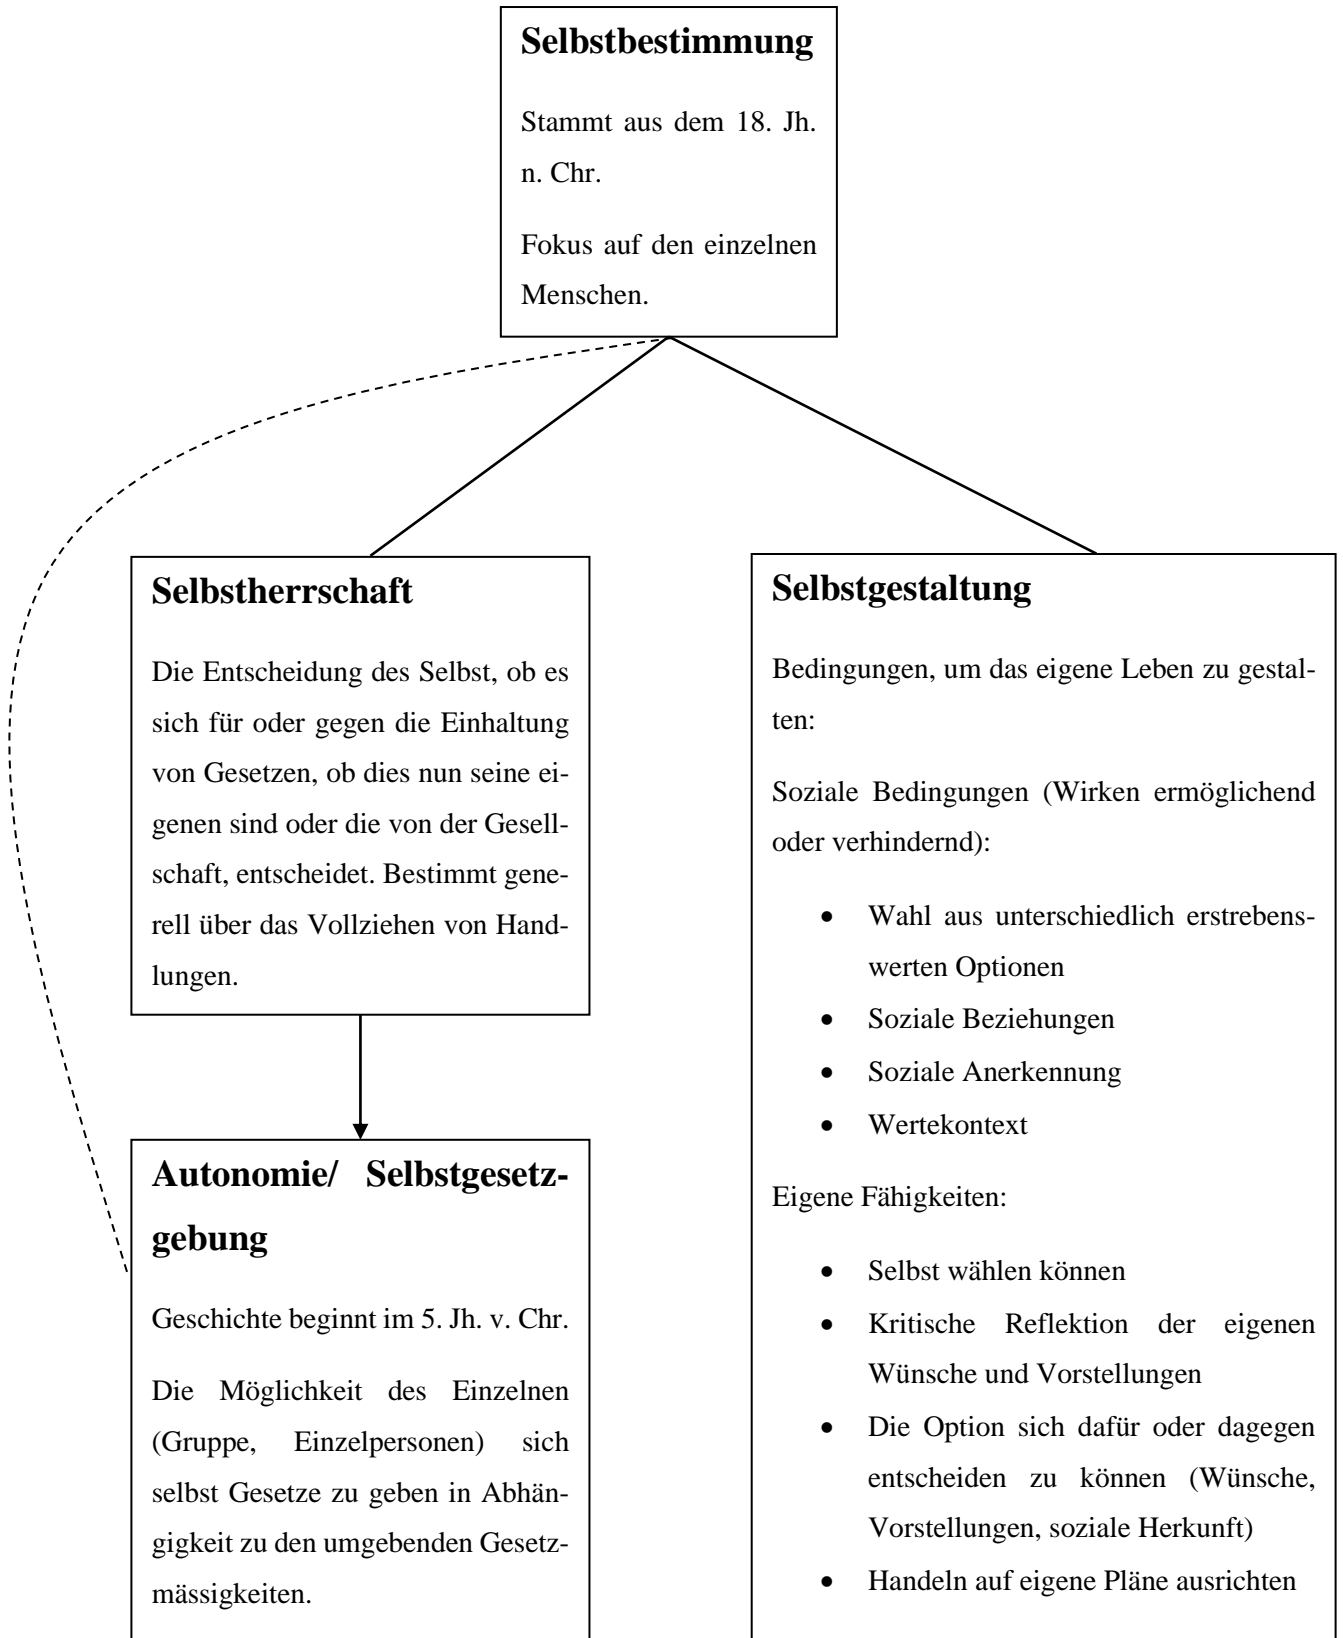 Selbstbestimmung
Stammt aus dem 18. Jh.
n. Chr.
Fokus auf den einzelnen
Menschen.
Selbstherrschaft
Die Entscheidung des Selbst, ob es
sich für oder gegen die Einhaltung
von Gesetzen, ob dies nun seine ei-
genen sind oder die von der Gesell-
schaft, entscheidet. Bestimmt gene-
rell über das Vollziehen von Hand-
lungen.
Autonomie/ Selbstgesetz-
gebung
Geschichte beginnt im 5. Jh. v. Chr.
Die Möglichkeit des Einzelnen
(Gruppe, Einzelpersonen) sich
selbst Gesetze zu geben in Abhän-
gigkeit zu den umgebenden Gesetz-
mässigkeiten.
Selbstgestaltung
Bedingungen, um das eigene Leben zu gestal-
ten:
Soziale Bedingungen (Wirken ermöglichend
oder verhindernd):
• Wahl aus unterschiedlich erstrebens-
werten Optionen
• Soziale Beziehungen
• Soziale Anerkennung
• Wertekontext
Eigene Fähigkeiten:
• Selbst wählen können
• Kritische Reflektion der eigenen
Wünsche und Vorstellungen
• Die Option sich dafür oder dagegen
entscheiden zu können (Wünsche,
Vorstellungen, soziale Herkunft)
• Handeln auf eigene Pläne ausrichten